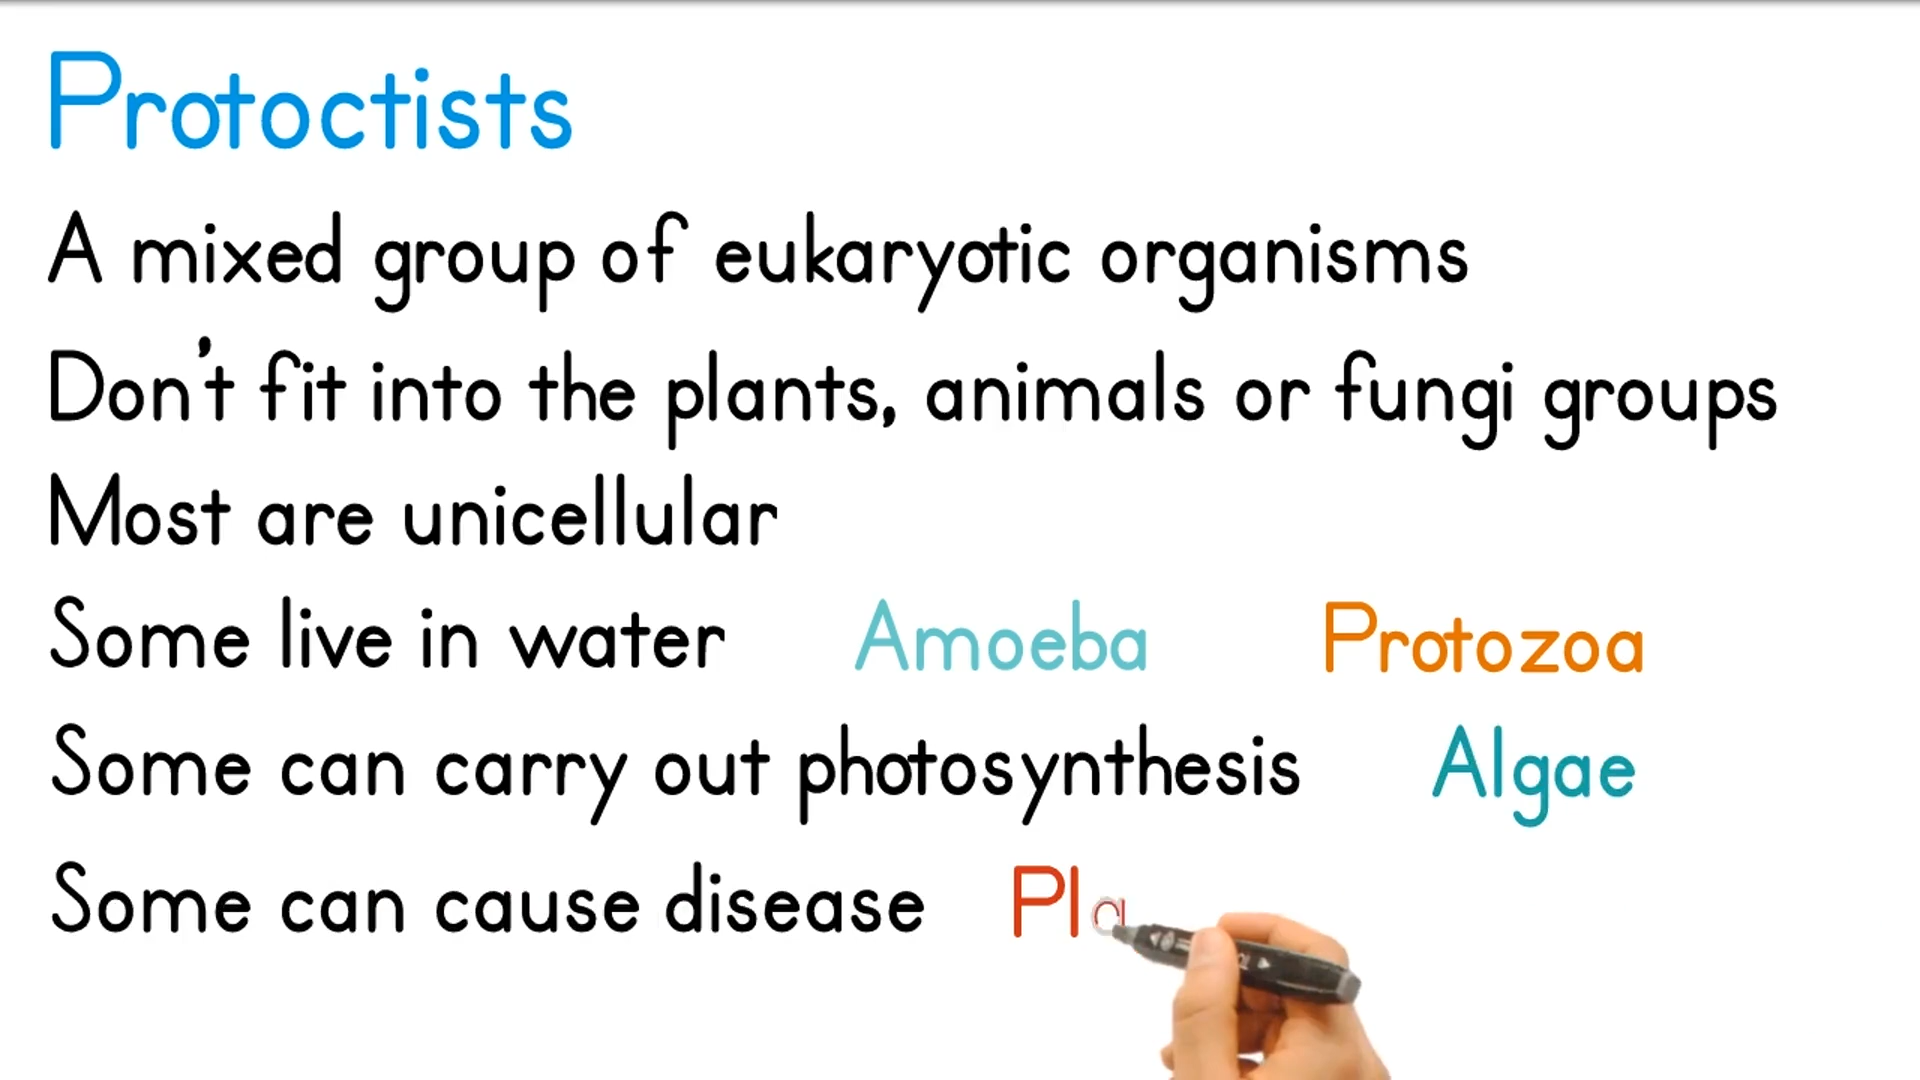 Protoctists
A mixed group of eukaryotic organisms
Don't fit into the plants, animals or fungi groups
Most are unicellular
Some live in water Amoeba Protozoa
Some can carry out photosynthesis Algae
Some can cause disease Pla